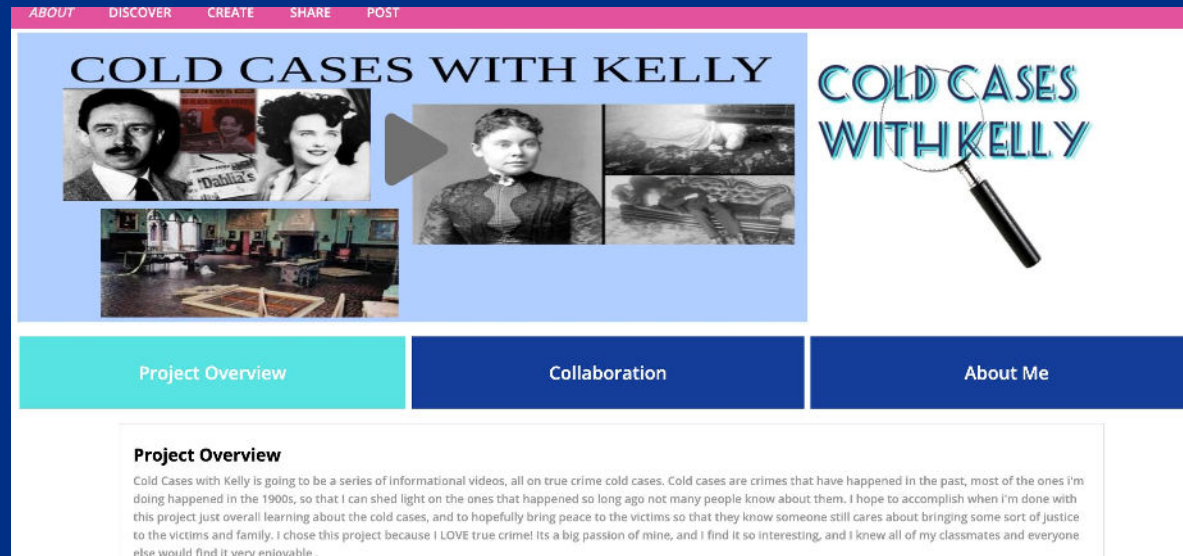 ABOUT DISCOVER CREATE SHARE POST
COLD CASES WITH KELLY
NEWS
Dahlia's
COLD CASES
WITH KELLY
Project Overview Collaboration About Me
Project Overview
Cold Cases with Kelly is going to be a series of informational videos, all on true crime cold cases. Cold cases are crimes that have happened in the past, most of the ones i'm
doing happened in the 1900s, so that I can shed light on the ones that happened so long ago not many people know about them. I hope to accomplish when i'm done with
this project just overall learning about the cold cases, and to hopefully bring peace to the victims so that they know someone still cares about bringing some sort of justice
to the victims and family. I chose this project because I LOVE true crime! Its a big passion of mine, and I find it so interesting, and I knew all of my classmates and everyone
else would find it very enjoyable .